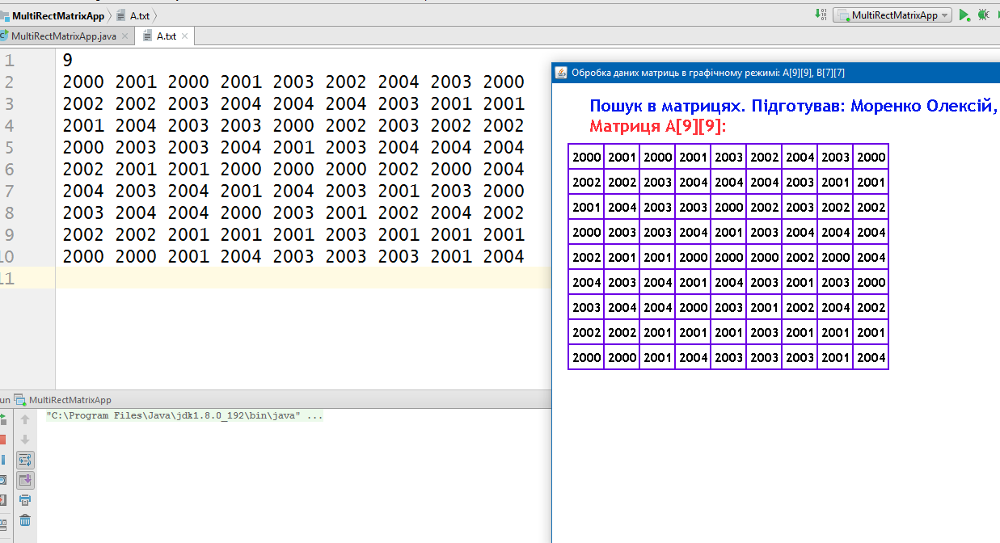 MultiRectMatrixApp A.txt
MultiRectMatrixApp
MultiRectMatrixApp.java A.txt
1 9
2 2000 2001 2000 2001 2003 2002 2004 2003 2000
3 2002 2002 2003 2004 2004 2004 2003 2001 2001
4 2001 2004 2003 2003 2000 2002 2003 2002 2002
5 2000 2003 2003 2004 2001 2003 2004 2004 2004
6 2002 2001 2001 2000 2000 2000 2002 2000 2004
7 2004 2003 2004 2001 2004 2003 2001 2003 2000
8 2003 2004 2004 2000 2003 2001 2002 2004 2002
9 2002 2002 2001 2001 2001 2003 2001 2001 2001
10 2000 2000 2001 2004 2003 2003 2003 2001 2004
11
Обробка даних матриць в графічному режимі: A[9][9], B[7][7]
Пошук в матрицях. Підготував: Моренко Олексій,
Матриця A[9][9]:
2000 2001 2000 2001 2003 2002 2004 2003 2000
2002 2002 2003 2004 2004 2004 2003 2001 2001
2001 2004 2003 2003 2000 2002 2003 2002 2002
2000 2003 2003 2004 2001 2003 2004 2004 2004
2002 2001 2001 2000 2000 2000 2002 2000 2004
2004 2003 2004 2001 2004 2003 2001 2003 2000
2003 2004 2004 2000 2003 2001 2002 2004 2002
2002 2002 2001 2001 2001 2003 2001 2001 2001
2000 2000 2001 2004 2003 2003 2003 2001 2004
un MultiRectMatrixApp
"C:\Program Files\Java\jdk1.8.0_192\bin\java" ...